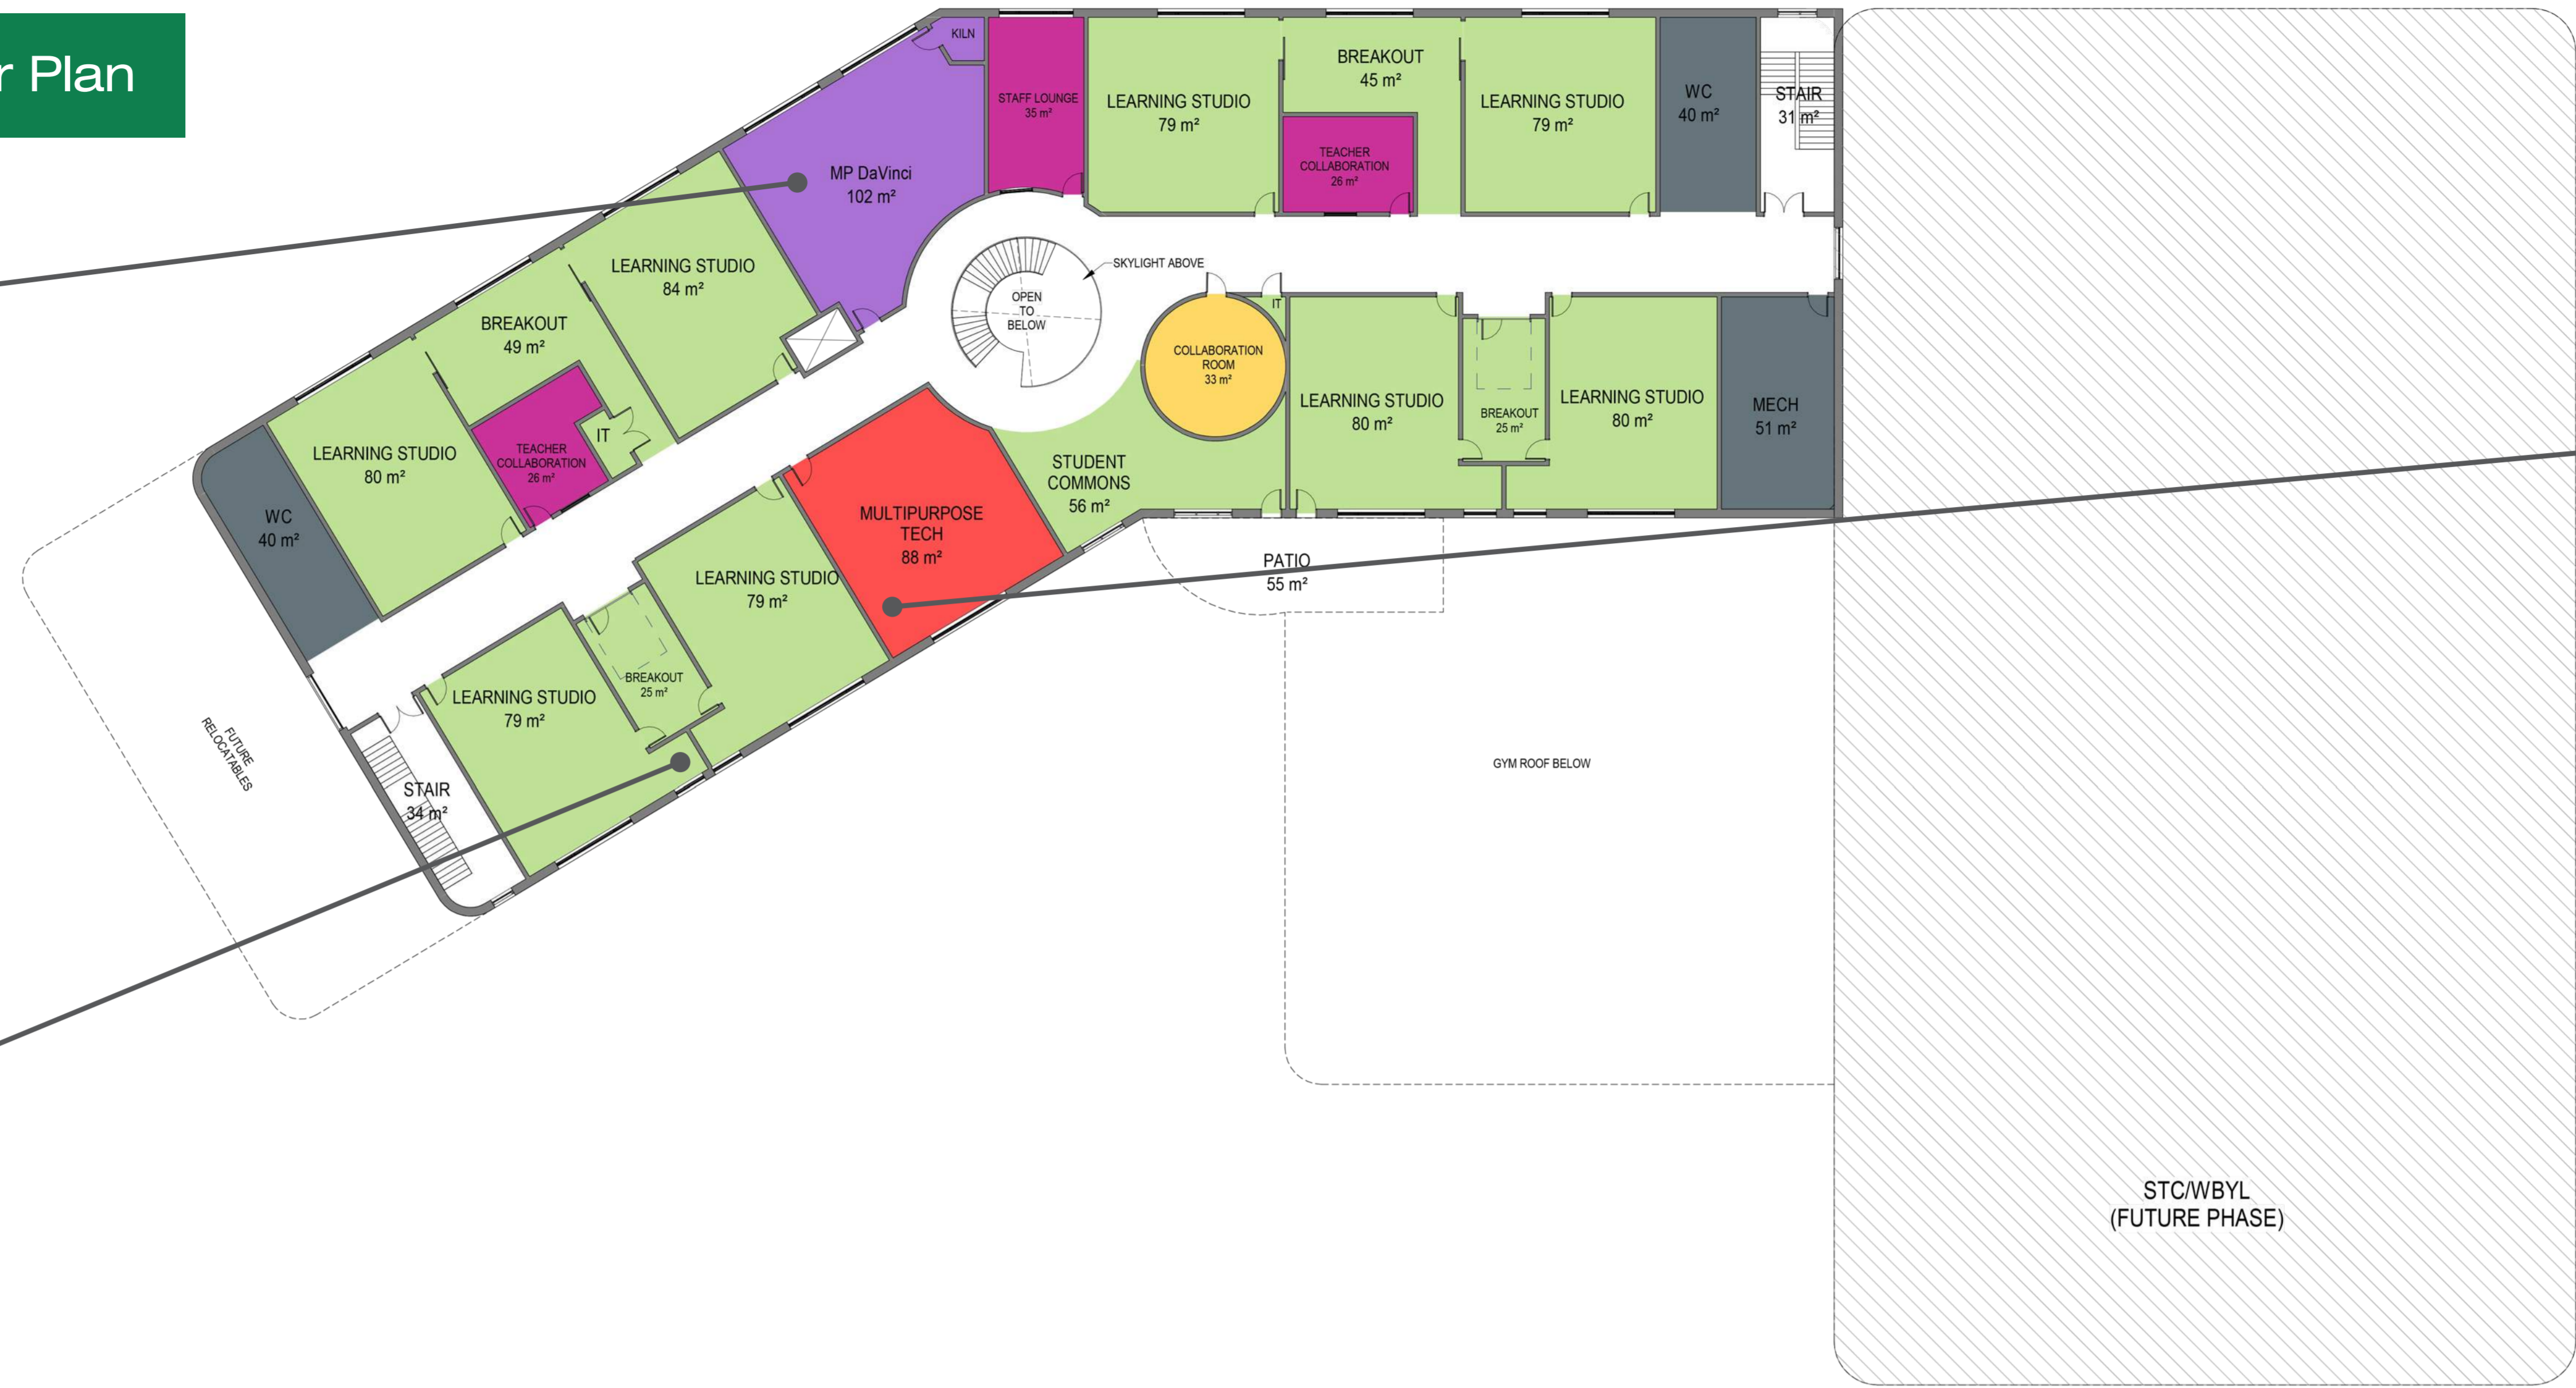 r Plan
KILN
STAFF LOUNGE
35 m²
LEARNING STUDIO
79 m²
BREAKOUT
45 m²
TEACHER
COLLABORATION
26 m²
LEARNING STUDIO
79 m²
WC
40 m²
STAIR
31 m²
MP DaVinci
102 m²
LEARNING STUDIO
84 m²
SKYLIGHT ABOVE
OPEN
TO
BELOW
IT
COLLABORATION
ROOM
33 m²
BREAKOUT
49 m²
LEARNING STUDIO
80 m²
TEACHER
COLLABORATION
26 m²
IT
WC
40 m²
LEARNING STUDIO
80 m²
BREAKOUT
25 m²
LEARNING STUDIO
80 m²
MECH
51 m²
STUDENT
COMMONS
56 m²
MULTIPURPOSE
TECH
88 m²
PATIO
55 m²
LEARNING STUDIO
79 m²
BREAKOUT
25 m²
LEARNING STUDIO
79 m²
STAIR
34 m²
FUTURE
RELOCATABLES
GYM ROOF BELOW
STC/WBYL
(FUTURE PHASE)